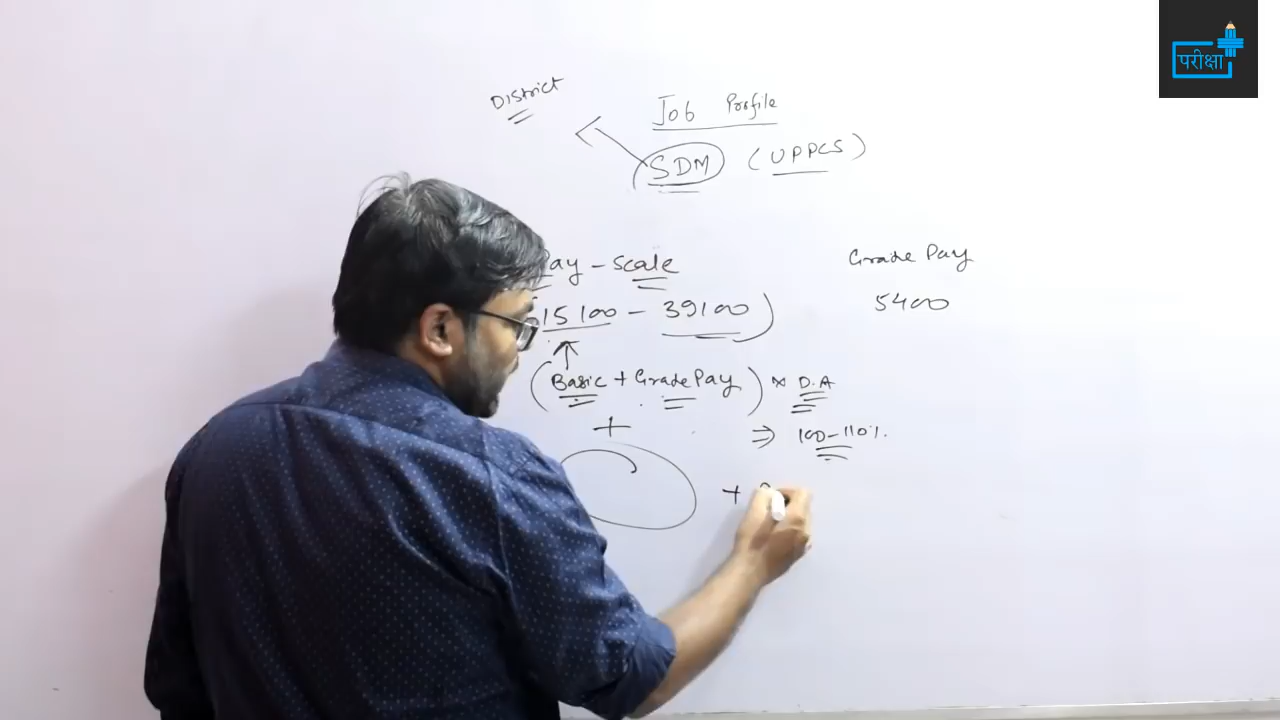 परीक्षा
District
Job Profile
SDM (UPPCS)
Pay - Scale
15100 - 39100)
Grade Pay
5400
(Basic + Grade Pay) × D.A
+
⇒ 100-110%.
+